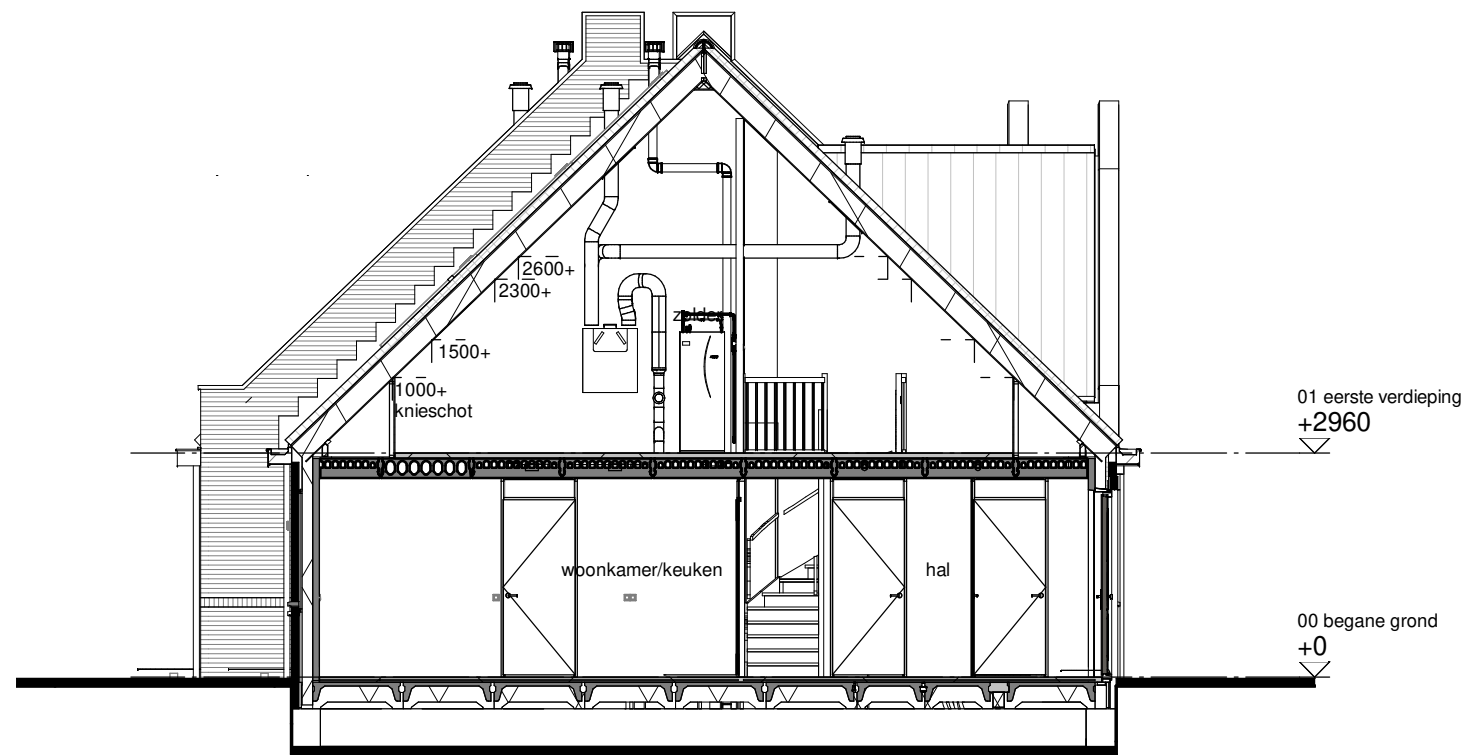 2600+
2300+
zolder
1500+
1000+
knieschot
01 eerste verdieping
+2960
woonkamer/keuken
hal
00 begane grond
+0